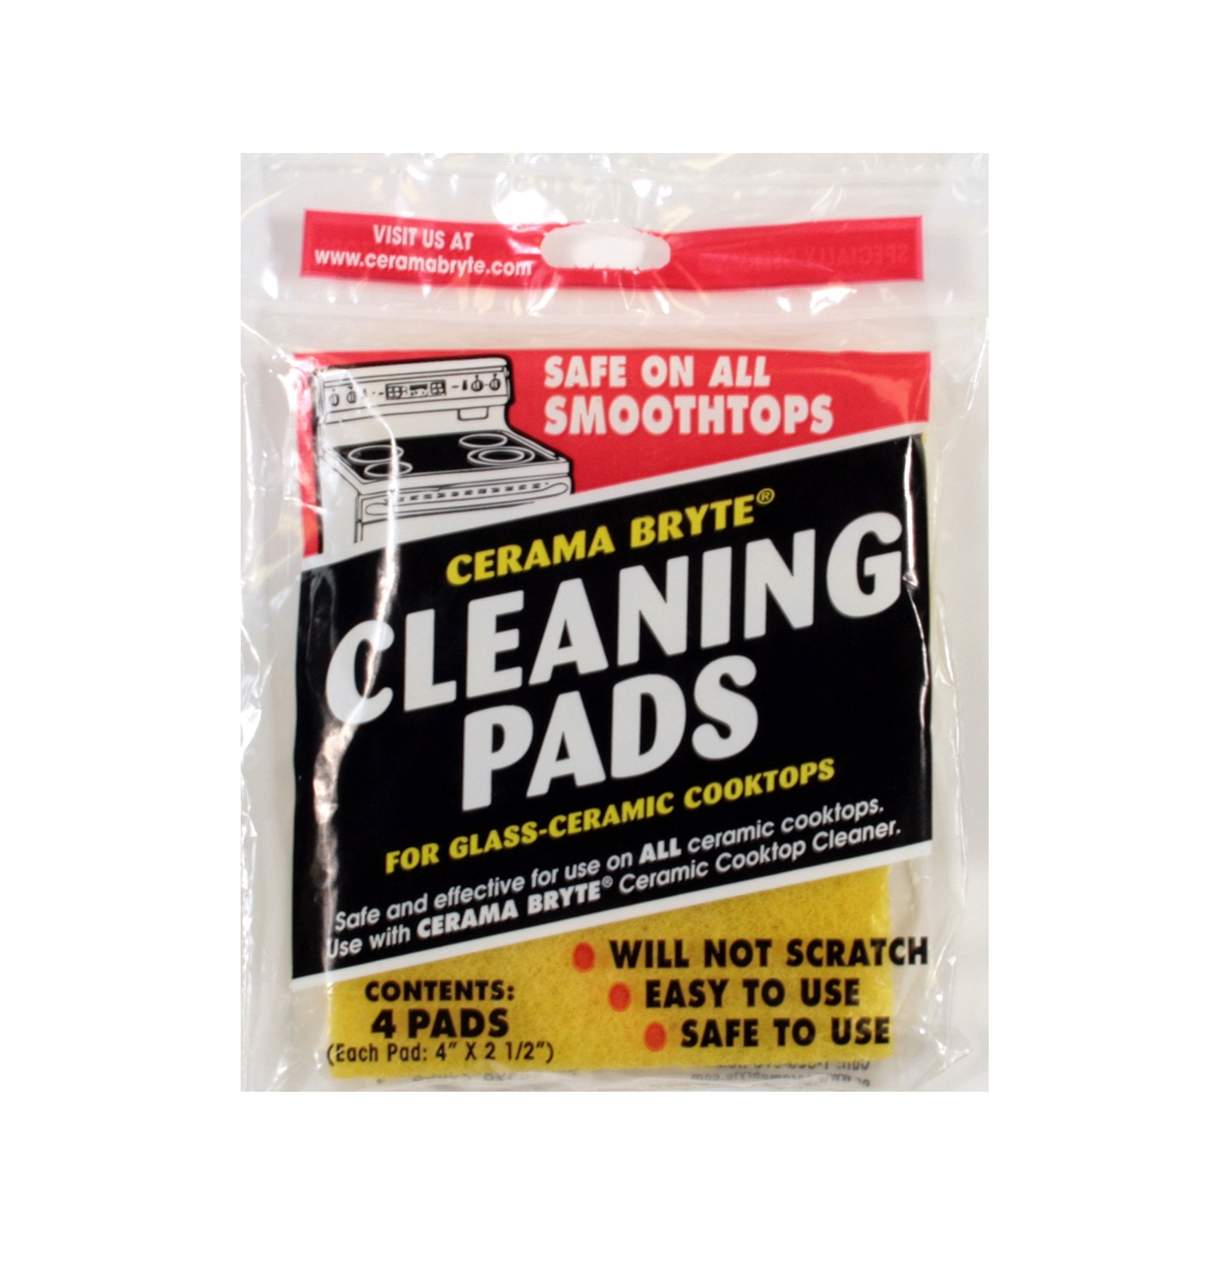 VISIT US AT
www.ceramabryte.com
SAFE ON ALL
SMOOTHTOPS
CERAMA BRYTE®
CLEANING
PADS
FOR GLASS-CERAMIC COOKTOPS
Safe and effective for use on ALL ceramic cooktops.
Use with CERAMA BRYTE® Ceramic Cooktop Cleaner.
WILL NOT SCRATCH
EASY TO USE
SAFE TO USE
CONTENTS:
4 PADS
(Each Pad: 4" X 2 1/2")